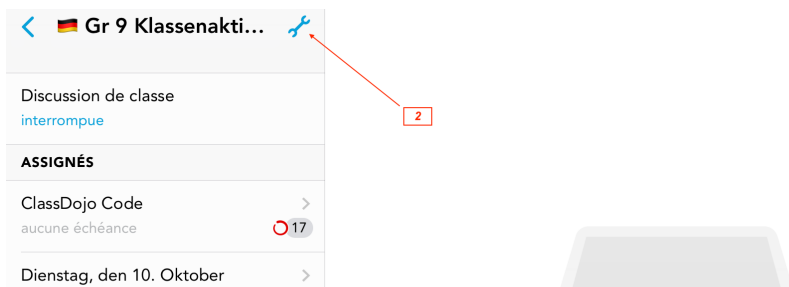 🇩🇪 Gr 9 Klassenakti...
2
Discussion de classe
interrompue
ASSIGNÉS
ClassDojo Code
aucune échéance
17
Dienstag, den 10. Oktober